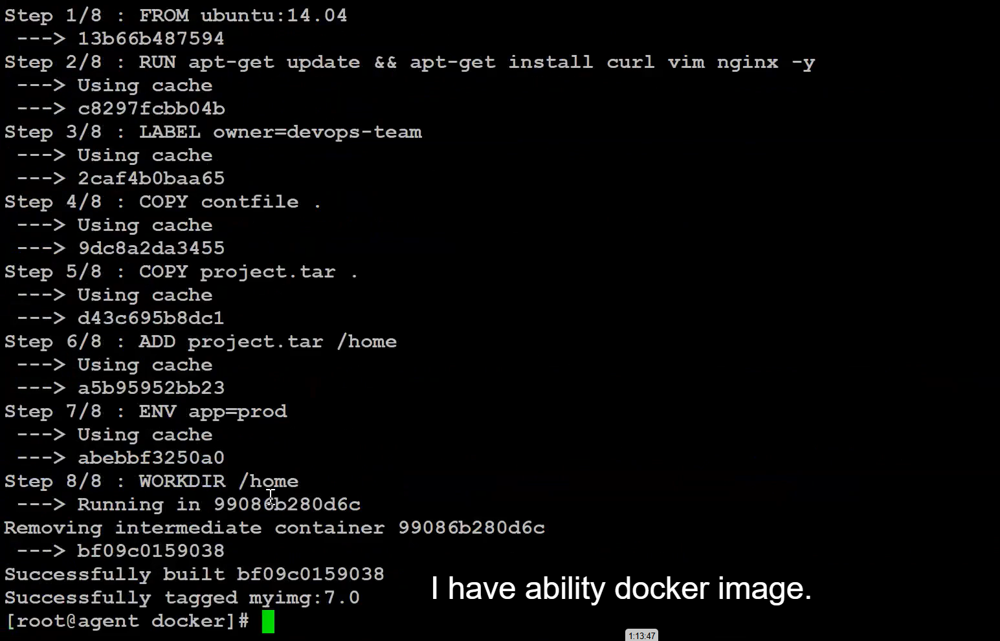 Step 1/8 : FROM ubuntu:14.04
 ---> 13b66b487594
Step 2/8 : RUN apt-get update && apt-get install curl vim nginx -y
 ---> Using cache
 ---> c8297fcbb04b
Step 3/8 : LABEL owner=devops-team
 ---> Using cache
 ---> 2caf4b0baa65
Step 4/8 : COPY contfile .
 ---> Using cache
 ---> 9dc8a2da3455
Step 5/8 : COPY project.tar .
 ---> Using cache
 ---> d43c695b8dc1
Step 6/8 : ADD project.tar /home
 ---> Using cache
 ---> a5b95952bb23
Step 7/8 : ENV app=prod
 ---> Using cache
 ---> abebbf3250a0
Step 8/8 : WORKDIR /home
 ---> Running in 99086b280d6c
Removing intermediate container 99086b280d6c
 ---> bf09c0159038
Successfully built bf09c0159038
Successfully tagged myimg:7.0
I have ability docker image.
[root@agent docker]#
1:13:47